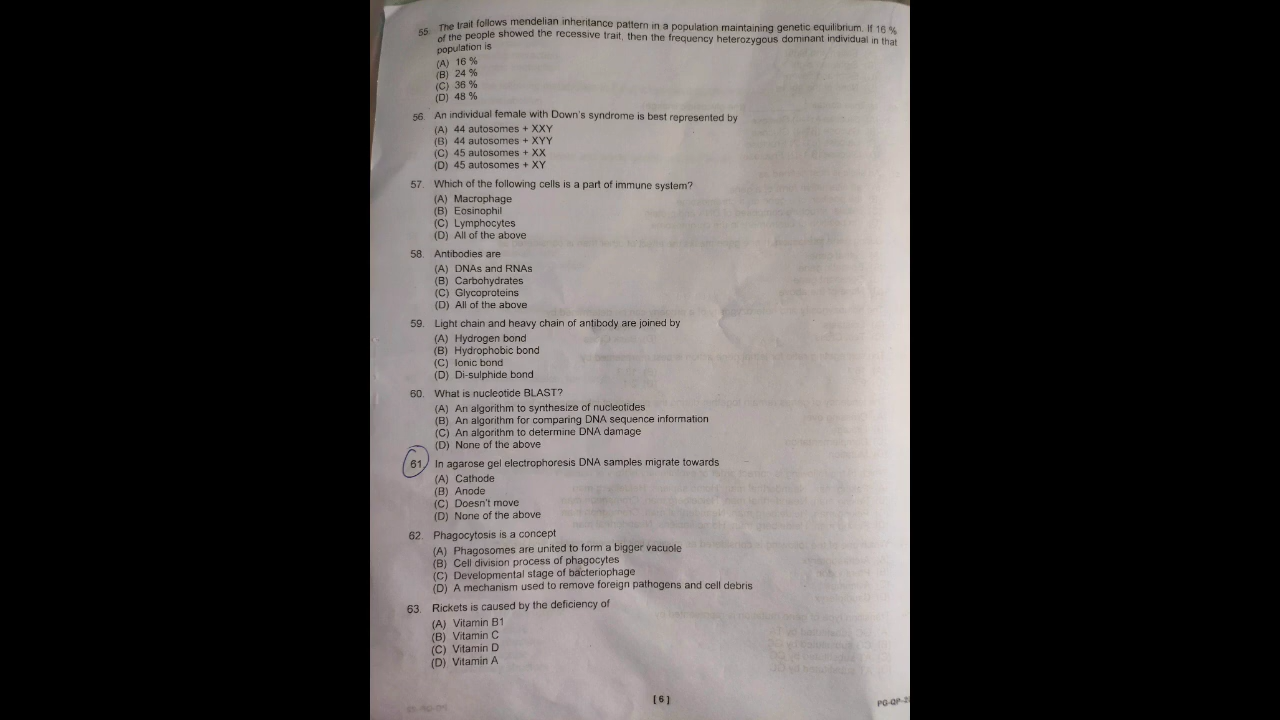 55. The trait follows mendelian inheritance pattern in a population maintaining genetic equilibrium. If 16 %
of the people showed the recessive trait, then the frequency heterozygous dominant individual in that
population is
(A) 16 %
(B) 24 %
(C) 36 %
(D) 48 %
56. An individual female with Down's syndrome is best represented by
(A) 44 autosomes + XXY
(B) 44 autosomes + XYY
(C) 45 autosomes + XX
(D) 45 autosomes + XY
57. Which of the following cells is a part of immune system?
(A) Macrophage
(B) Eosinophil
(C) Lymphocytes
(D) All of the above
58. Antibodies are
(A) DNAs and RNAs
(B) Carbohydrates
(C) Glycoproteins
(D) All of the above
59. Light chain and heavy chain of antibody are joined by
(A) Hydrogen bond
(B) Hydrophobic bond
(C) Ionic bond
(D) Di-sulphide bond
60. What is nucleotide BLAST?
(A) An algorithm to synthesize of nucleotides
(B) An algorithm for comparing DNA sequence information
(C) An algorithm to determine DNA damage
(D) None of the above
61. In agarose gel electrophoresis DNA samples migrate towards
(A) Cathode
(B) Anode
(C) Doesn't move
(D) None of the above
62. Phagocytosis is a concept
(A) Phagosomes are united to form a bigger vacuole
(B) Cell division process of phagocytes
(C) Developmental stage of bacteriophage
(D) A mechanism used to remove foreign pathogens and cell debris
63. Rickets is caused by the deficiency of
(A) Vitamin B1
(B) Vitamin C
(C) Vitamin D
(D) Vitamin A
[ 6 ]